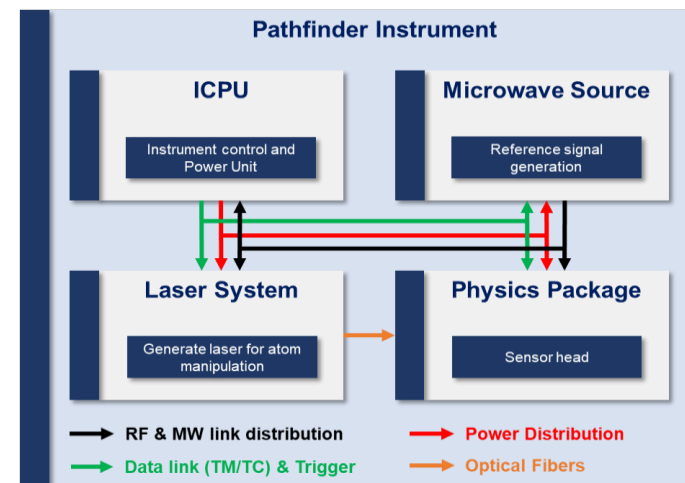 Pathfinder Instrument
ICPU
Instrument control and
Power Unit
Microwave Source
Reference signal
generation
Laser System
Generate laser for atom
manipulation
Physics Package
Sensor head
RF & MW link distribution
Power Distribution
Data link (TM/TC) & Trigger
Optical Fibers